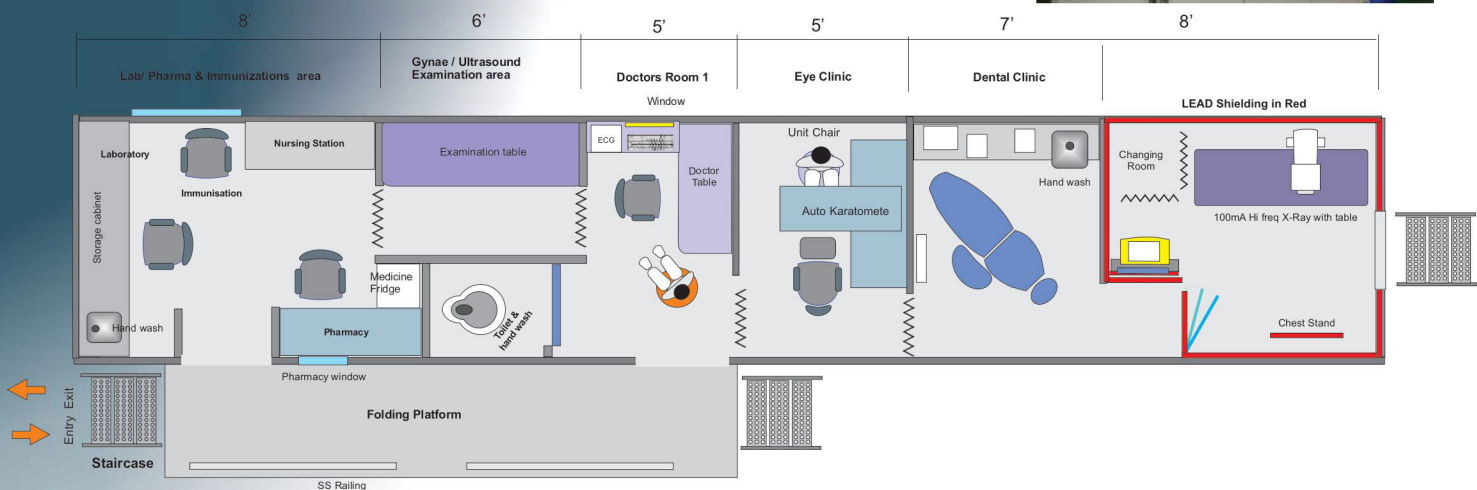 8’
6’
5’
5’
7’
8’
Lab/ Pharma & Immunizations area
Gynae / Ultrasound
Examination area
Doctors Room 1
Eye Clinic
Dental Clinic
Window
LEAD Shielding in Red
Laboratory
Nursing Station
Immunisation
Storage cabinet
Hand wash
Examination table
ECG
Doctor
Table
Unit Chair
Auto Karatomete
Hand wash
Changing
Room
100mA Hi freq X-Ray with table
Medicine
Fridge
Pharmacy
Toilet &
hand wash
Chest Stand
Pharmacy window
Entry Exit
Folding Platform
Staircase
SS Railing